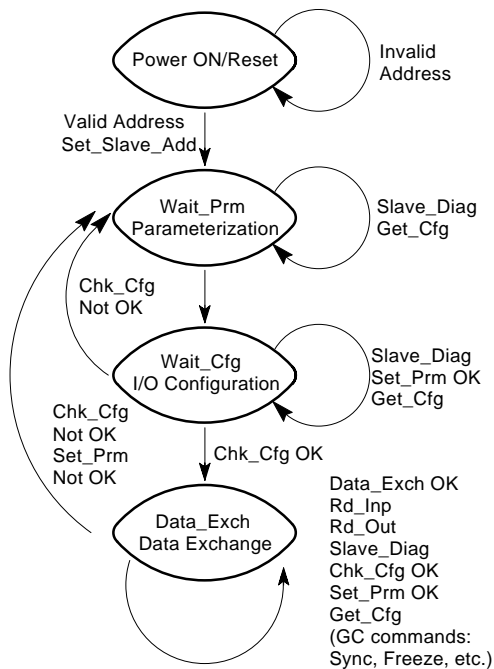 Power ON/Reset
Invalid
Address
Valid Address
Set_Slave_Add
Wait_Prm
Parameterization
Slave_Diag
Get_Cfg
Chk_Cfg
Not OK
Wait_Cfg
I/O Configuration
Slave_Diag
Set_Prm OK
Get_Cfg
Chk_Cfg
Not OK
Set_Prm
Not OK
Chk_Cfg OK
Data_Exch
Data Exchange
Data_Exch OK
Rd_Inp
Rd_Out
Slave_Diag
Chk_Cfg OK
Set_Prm OK
Get_Cfg
(GC commands:
Sync, Freeze, etc.)